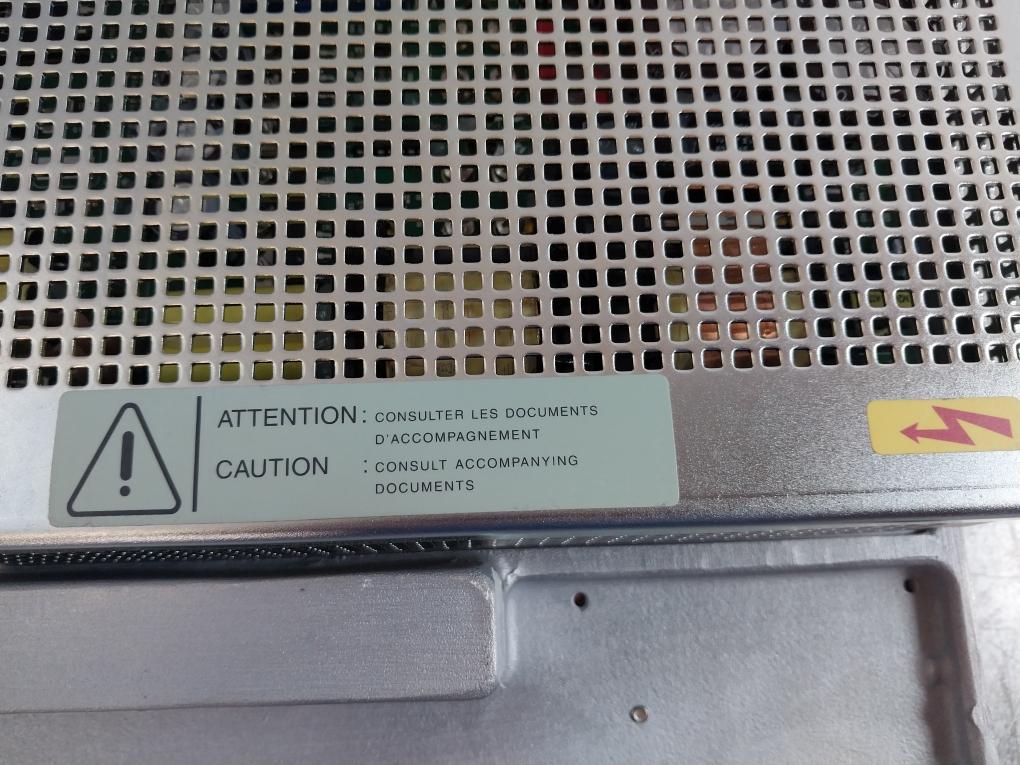 ATTENTION: CONSULTER LES DOCUMENTS
D'ACCOMPAGNEMENT
CAUTION : CONSULT ACCOMPANYING
DOCUMENTS